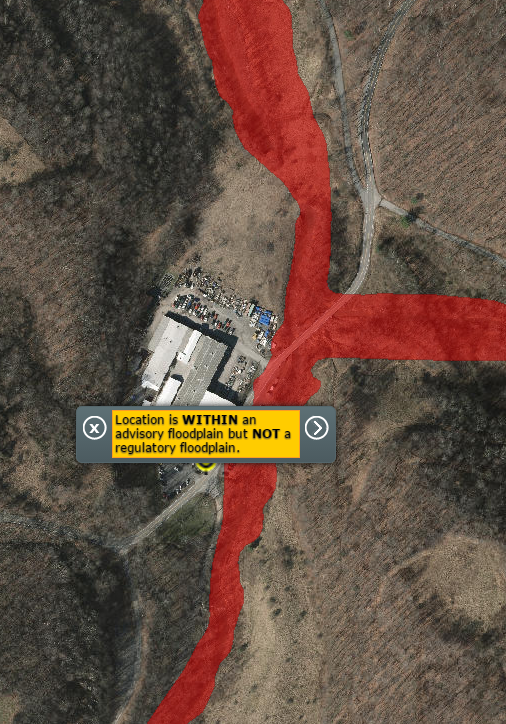 Location is WITHIN an
advisory floodplain but NOT a
regulatory floodplain.